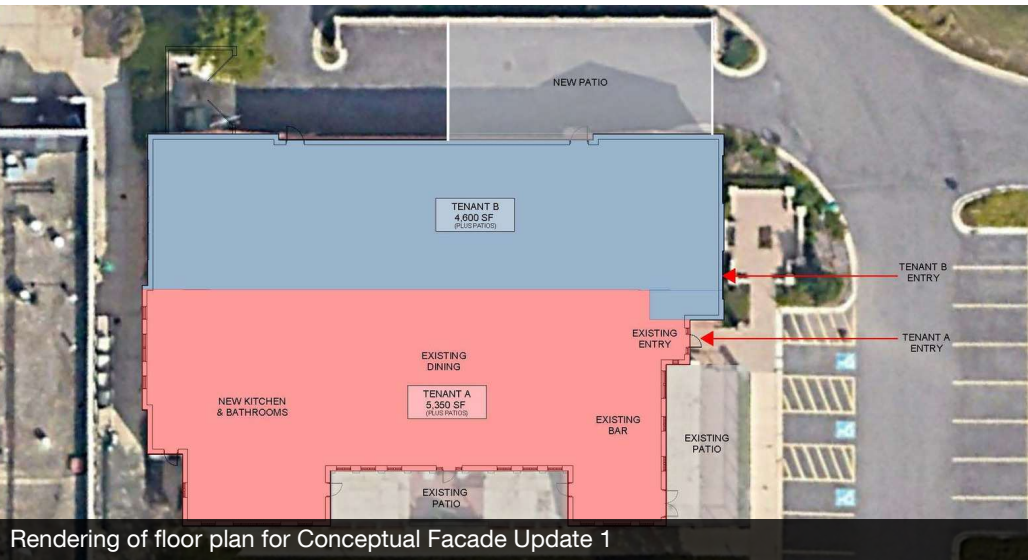 NEW PATIO
TENANT B
4,600 SF
(PLUS PATIOS)
TENANT B
ENTRY
EXISTING
ENTRY
TENANT A
ENTRY
EXISTING
DINING
TENANT A
5,350 SF
(PLUS PATIOS)
NEW KITCHEN
& BATHROOMS
EXISTING
BAR
EXISTING
PATIO
EXISTING
PATIO
Rendering of floor plan for Conceptual Facade Update 1